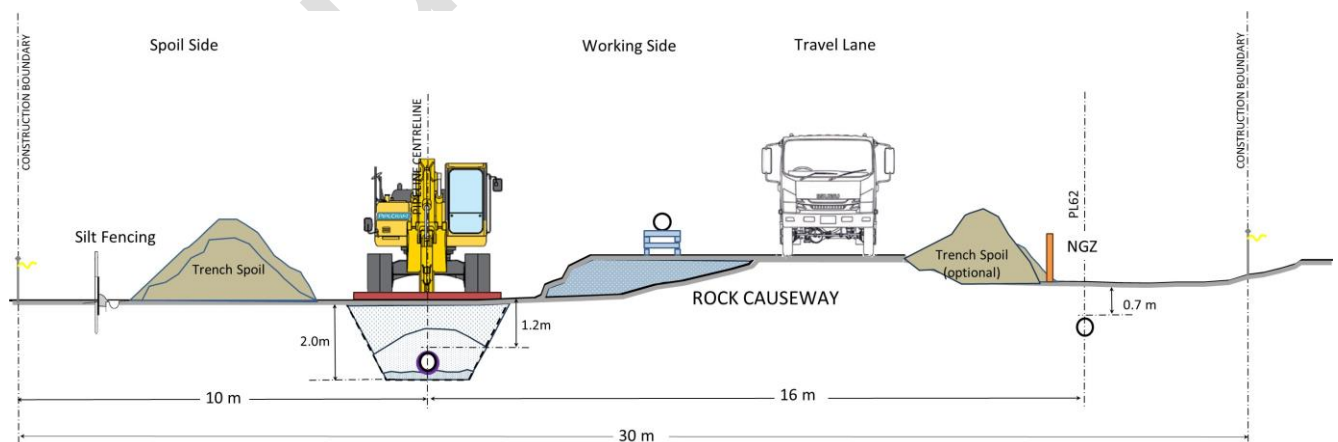 Spoil Side
Working Side
Travel Lane
CONSTRUCTION BOUNDARY
PIPELINE CENTRELINE
CONSTRUCTION BOUNDARY
PL62
Silt Fencing
Trench Spoil
ISUZU
NGZ
Trench Spoil
(optional)
ROCK CAUSEWAY
0.7 m
1.2m
2.0m
10 m
16 m
30 m